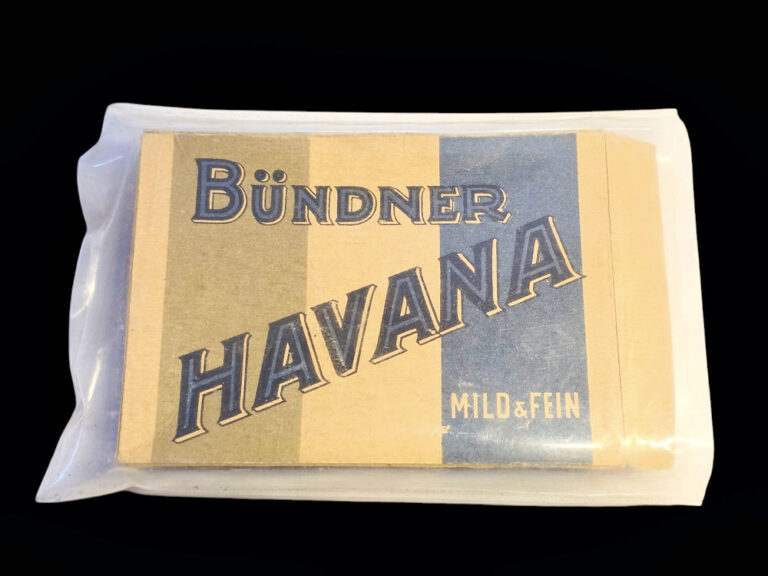 BÜNDNER
HAVANA
MILD & FEIN